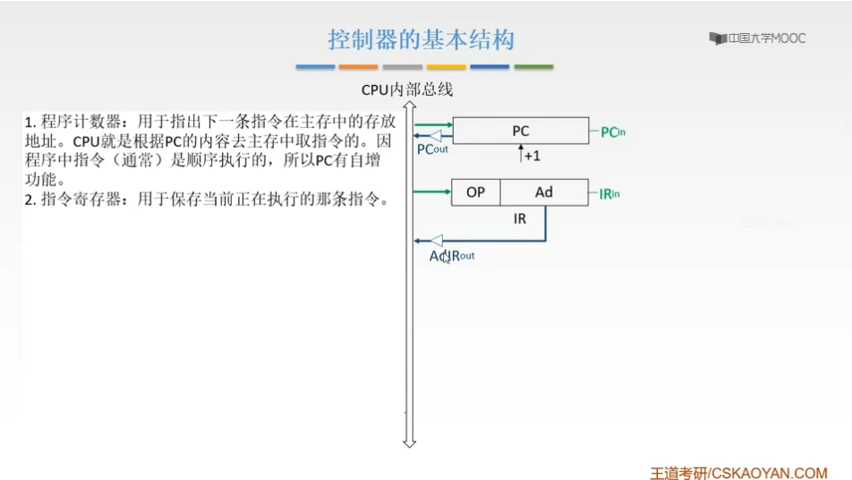 控制器的基本结构
中国大学MOOC
CPU内部总线
1. 程序计数器：用于指出下一条指令在主存中的存放
地址。CPU就是根据PC的内容去主存中取指令的。因
程序中指令（通常）是顺序执行的，所以PC有自增
功能。
2. 指令寄存器：用于保存当前正在执行的那条指令。
PC
PCin
PCout
+1
OP
Ad
IRin
IR
AdIRout
王道考研/CSKAOYAN.COM